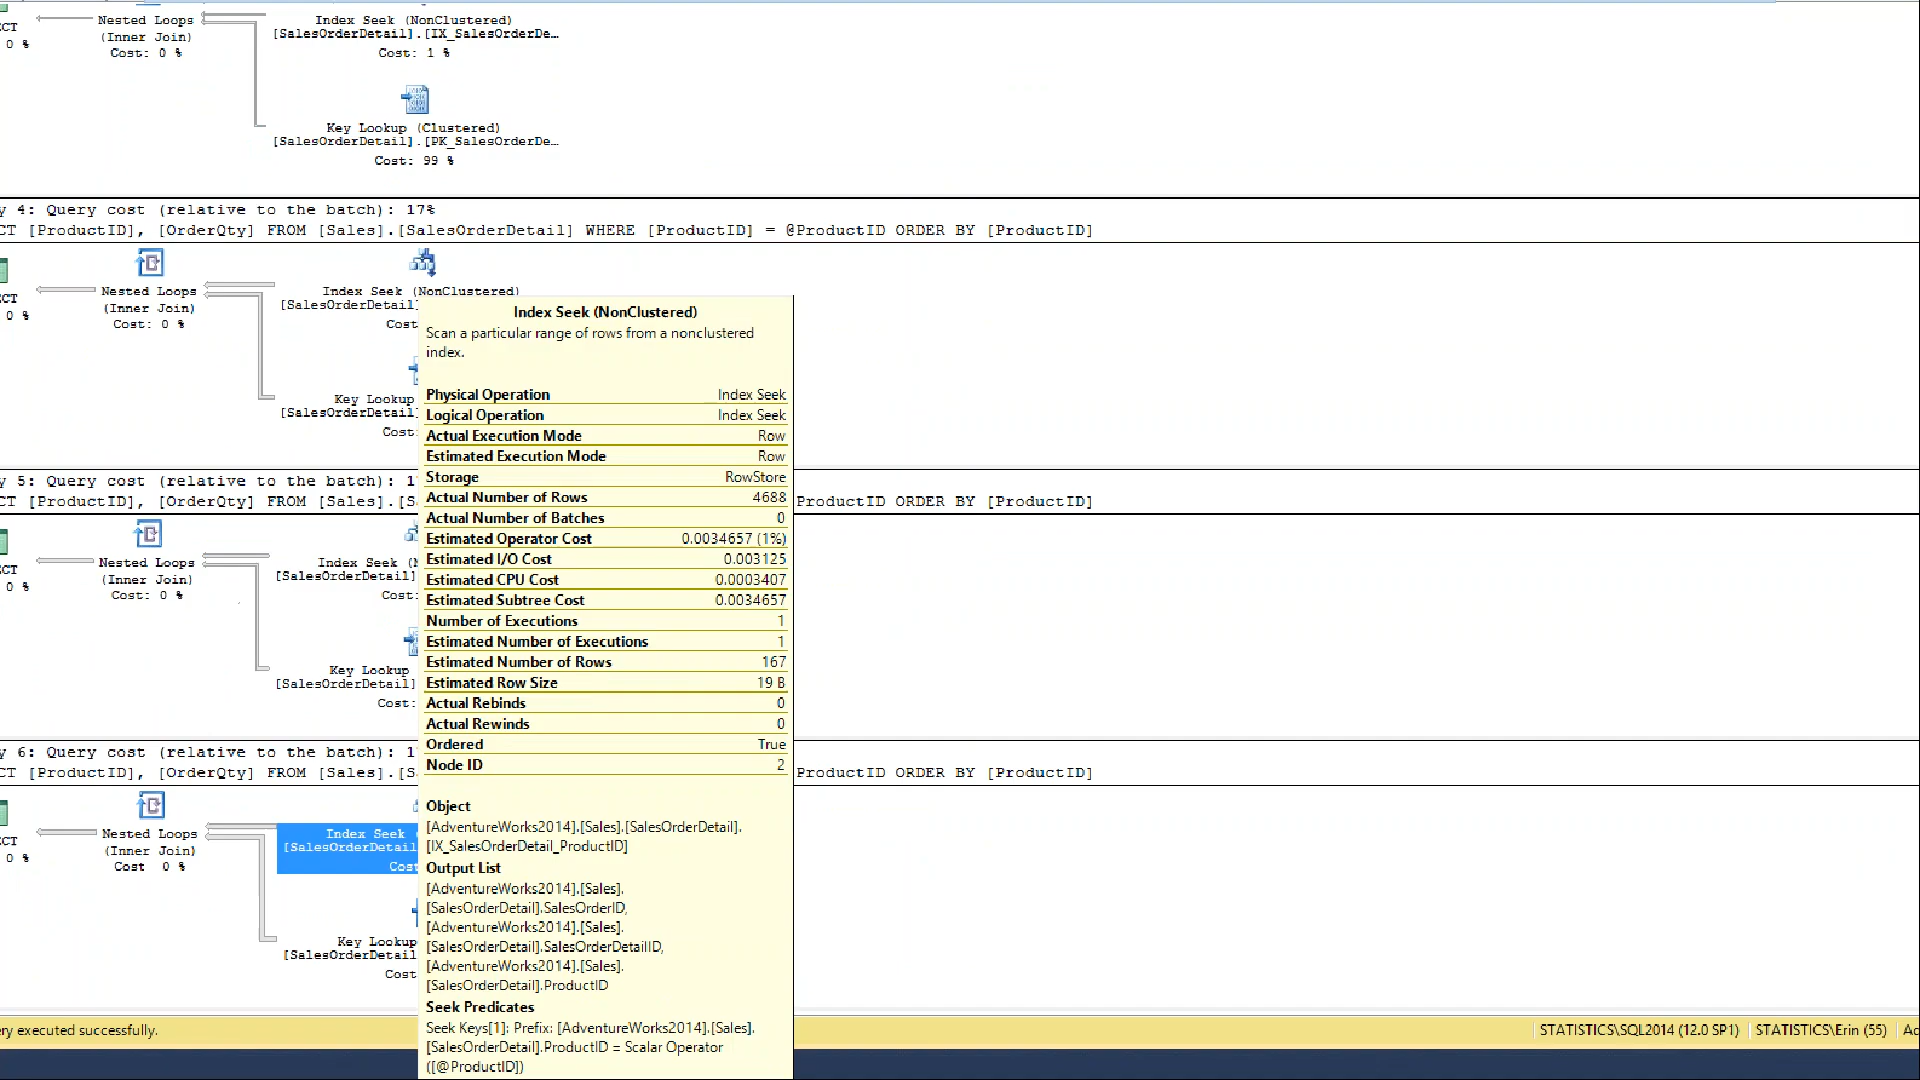 Nested Loops
(Inner Join)
Cost: 0 %
CT
0 %
Index Seek (NonClustered)
[SalesOrderDetail].[IX_SalesOrderDe…
Cost: 1 %
Key Lookup (Clustered)
[SalesOrderDetail].[PK_SalesOrderDe…
Cost: 99 %
y 4: Query cost (relative to the batch): 17%
CT [ProductID], [OrderQty] FROM [Sales].[SalesOrderDetail] WHERE [ProductID] = @ProductID ORDER BY [ProductID]
CT
0 %
Nested Loops
(Inner Join)
Cost: 0 %
Index Seek (NonClustered)
[SalesOrderDetail]
Cost
Key Lookup
[SalesOrderDetail]
Cost:
y 5: Query cost (relative to the batch): 1
CT [ProductID], [OrderQty] FROM [Sales].[S
ProductID ORDER BY [ProductID]
CT
0 %
Nested Loops
(Inner Join)
Cost: 0 %
Index Seek (
[SalesOrderDetail]
Cost:
Key Lookup
[SalesOrderDetail]
Cost:
y 6: Query cost (relative to the batch): 1
CT [ProductID], [OrderQty] FROM [Sales].[S
ProductID ORDER BY [ProductID]
CT
0 %
Nested Loops
(Inner Join)
Cost 0 %
Index Seek
[SalesOrderDetail
Cost
Key Lookup
[SalesOrderDetail
Cost
Index Seek (NonClustered)
Scan a particular range of rows from a nonclustered
index.
Physical Operation Index Seek
Logical Operation Index Seek
Actual Execution Mode Row
Estimated Execution Mode Row
Storage RowStore
Actual Number of Rows 4688
Actual Number of Batches 0
Estimated Operator Cost 0.0034657 (1%)
Estimated I/O Cost 0.003125
Estimated CPU Cost 0.0003407
Estimated Subtree Cost 0.0034657
Number of Executions 1
Estimated Number of Executions 1
Estimated Number of Rows 167
Estimated Row Size 19 B
Actual Rebinds 0
Actual Rewinds 0
Ordered True
Node ID 2
Object
[AdventureWorks2014].[Sales].[SalesOrderDetail].
[IX_SalesOrderDetail_ProductID]
Output List
[AdventureWorks2014].[Sales].
[SalesOrderDetail].SalesOrderID,
[AdventureWorks2014].[Sales].
[SalesOrderDetail].SalesOrderDetailID,
[AdventureWorks2014].[Sales].
[SalesOrderDetail].ProductID
Seek Predicates
Seek Keys[1]: Prefix: [AdventureWorks2014].[Sales].
[SalesOrderDetail].ProductID = Scalar Operator
([@ProductID])
ry executed successfully.
STATISTICS\SQL2014 (12.0 SP1)
STATISTICS\Erin (55)
Ac